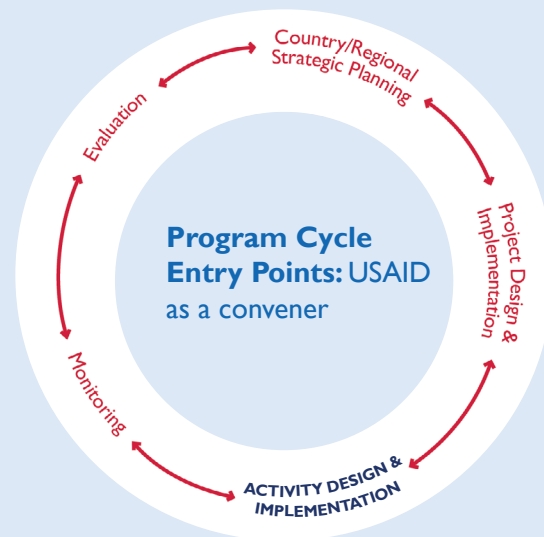 Country/Regional
Strategic Planning
Project Design &
Implementation
ACTIVITY DESIGN &
IMPLEMENTATION
Monitoring
Evaluation
Program Cycle
Entry Points: USAID
as a convener